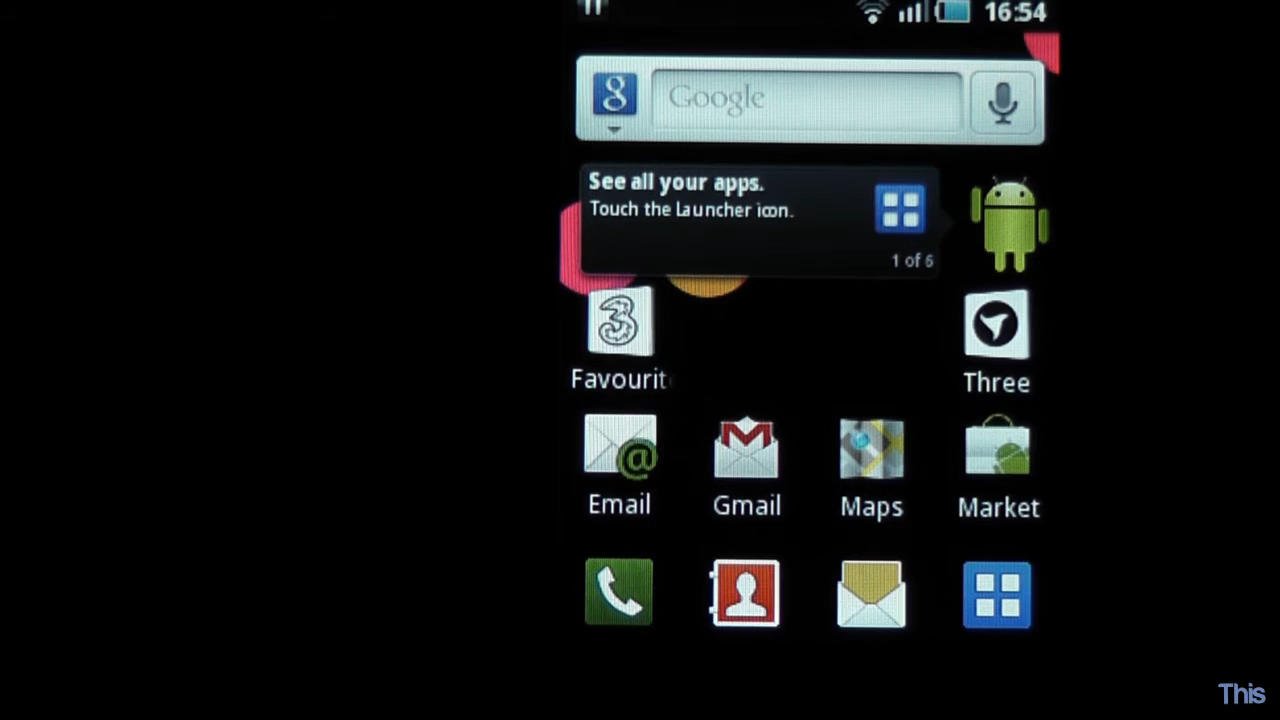 16:54
Google
See all your apps.
Touch the Launcher icon.
1 of 6
Favourit
Three
Email
Gmail
Maps
Market
This